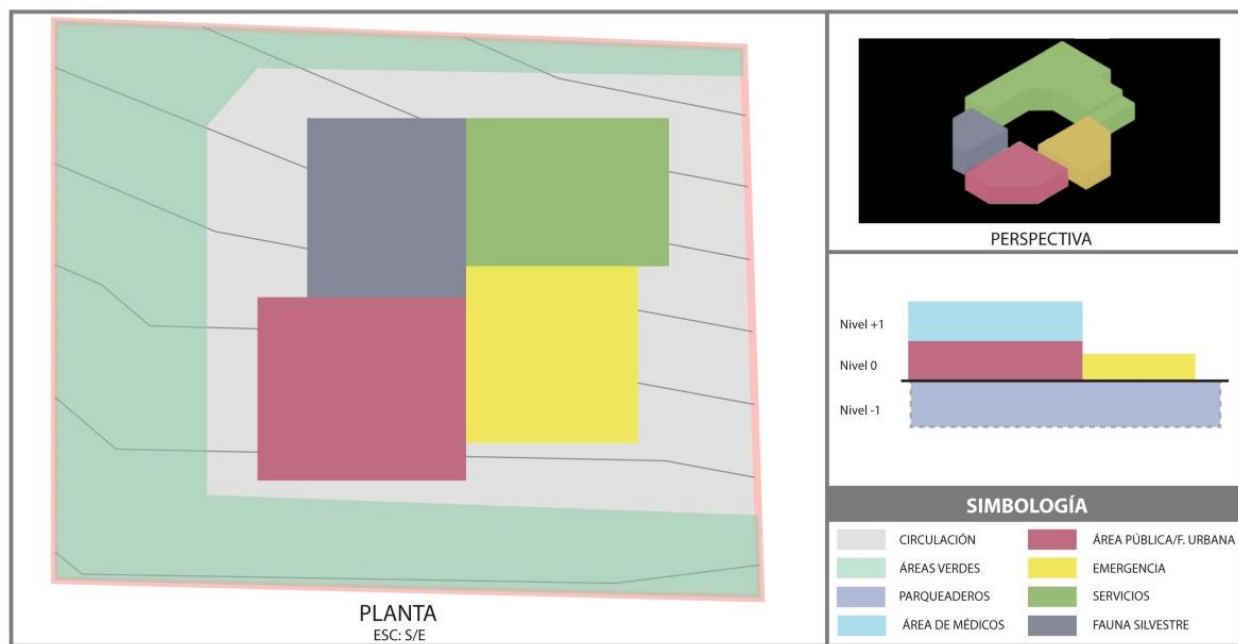 PLANTA
ESC: S/E
PERSPECTIVA
Nivel +1
Nivel 0
Nivel -1
SIMBOLOGÍA
CIRCULACIÓN
ÁREA PÚBLICA/F. URBANA
ÁREAS VERDES
EMERGENCIA
PARQUEADEROS
SERVICIOS
ÁREA DE MÉDICOS
FAUNA SILVESTRE